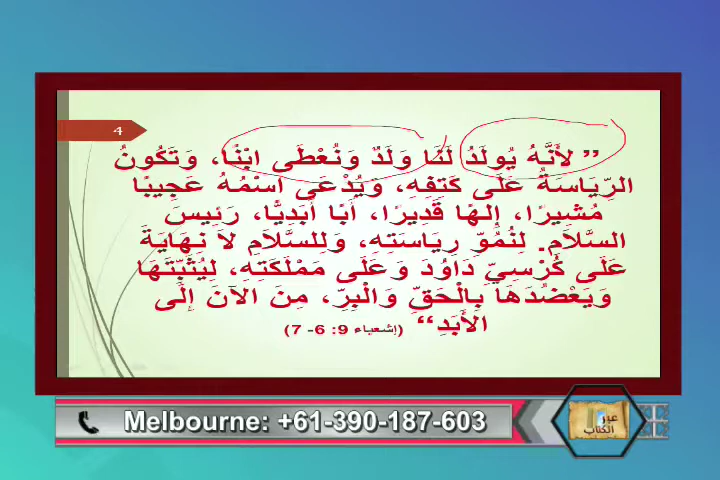 4
” لأَنَّهُ يُولَدُ لَنَا وَلَدٌ وَنُعْطَى ابْنًا، وَتَكُونُ
الرِّيَاسَةُ عَلَى كَتِفِهِ، وَيُدْعَى اسْمُهُ عَجِيبًا
مُشِيرًا، إِلهًا قَدِيرًا، أَبًا أَبَدِيًّا، رَئِيسَ
السَّلاَمِ. لِنُمُوِّ رِيَاسَتِهِ، وَلِلسَّلاَمِ لاَ نِهَايَةَ
عَلَى كُرْسِيِّ دَاوُدَ وَعَلَى مَمْلَكَتِهِ، لِيُثَبِّتَهَا
وَيَعْضُدَهَا بِالْحَقِّ وَالْبِرِّ، مِنَ الآنَ إِلَى
الأَبَدِ“ (إشعياء 9: 6- 7)
Melbourne: +61-390-187-603
عبر
الكتاب